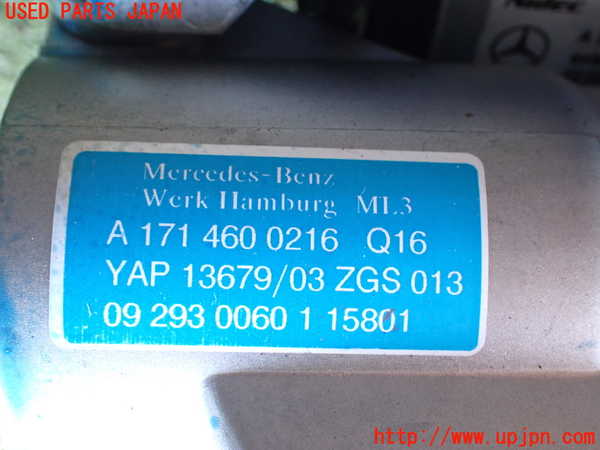 USED PARTS JAPAN
Nidec
A
Mercedes-Benz
Werk Hamburg ML3
A 171 460 0216 Q16
YAP 13679/03 ZGS 013
09 293 0060 1 15801
http://www.upjpn.com/